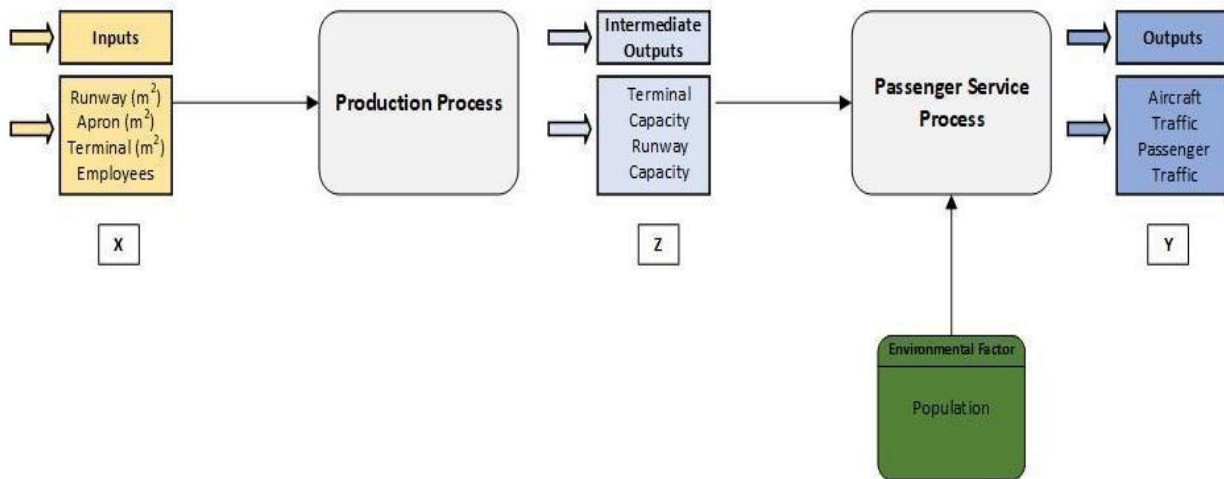 Inputs
Runway (m²)
Apron (m²)
Terminal (m²)
Employees
X
Production Process
Intermediate
Outputs
Terminal
Capacity
Runway
Capacity
Z
Passenger Service
Process
Environmental Factor
Population
Outputs
Aircraft
Traffic
Passenger
Traffic
Y